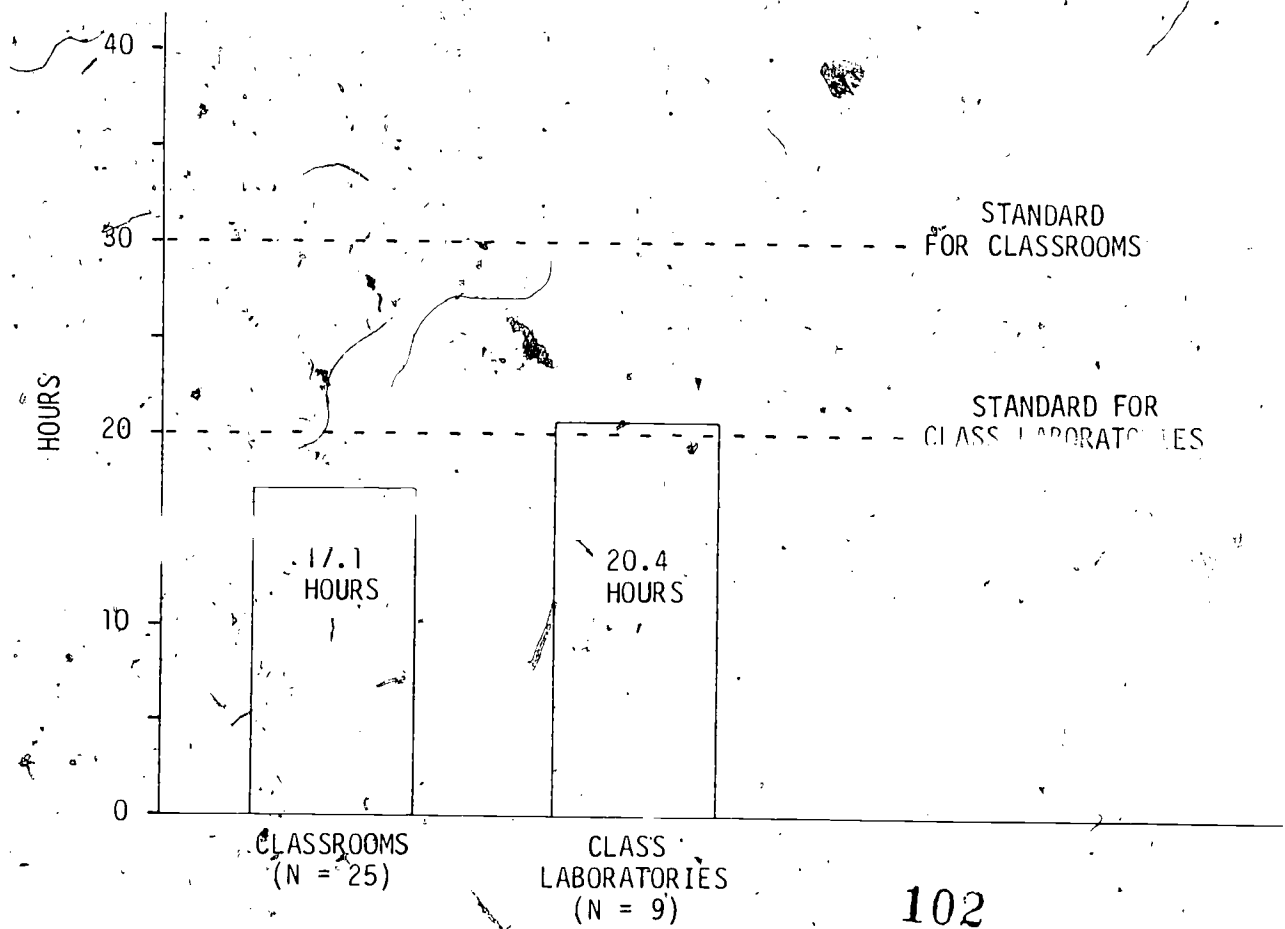 40
30
20
10
0
HOURS
STANDARD
FOR CLASSROOMS
STANDARD FOR
CLASS
17.1
HOURS
20.4
HOURS
CLASSROOMS
(N = 25)
CLASS
LABORATORIES
(N = 9)
102